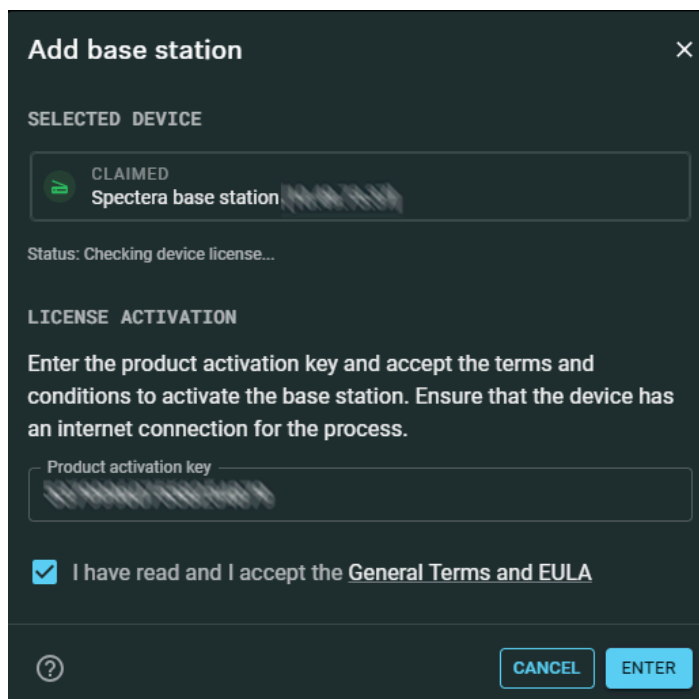 Add base station
SELECTED DEVICE
CLAIMED
Spectera base station
Status: Checking device license...
LICENSE ACTIVATION
Enter the product activation key and accept the terms and
conditions to activate the base station. Ensure that the device has
an internet connection for the process.
Product activation key
I have read and I accept the General Terms and EULA
CANCEL
ENTER